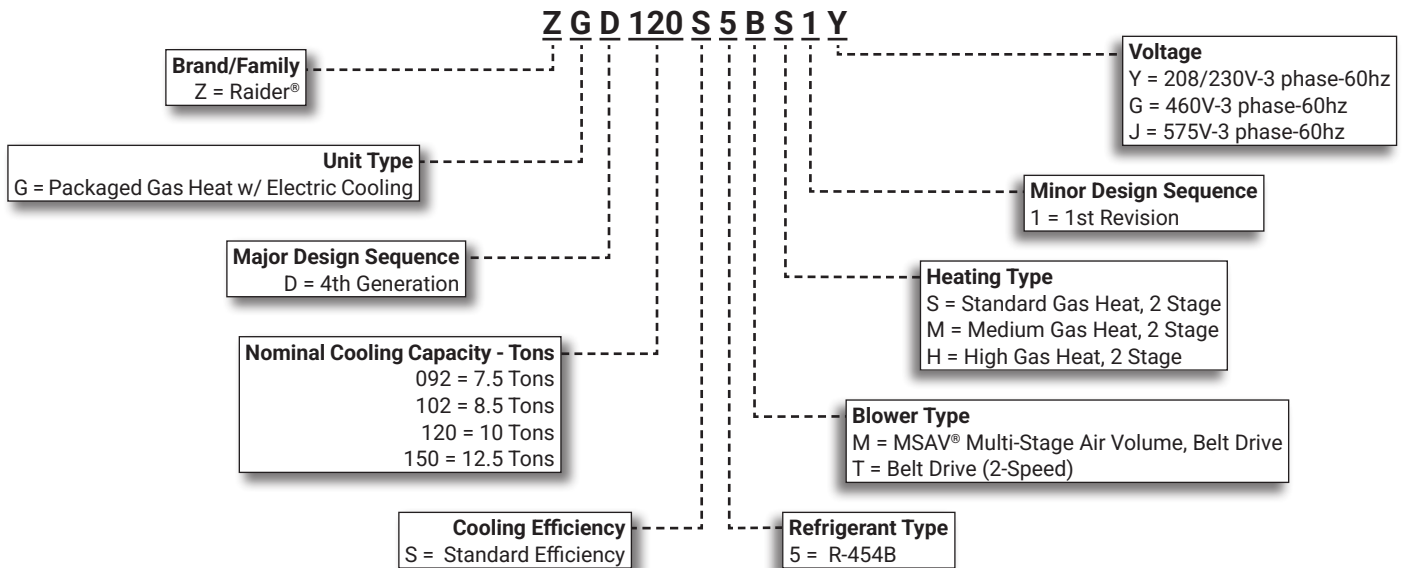 Z G D 120 S 5 B S 1 Y
Brand/Family
Z = Raider®
Unit Type
G = Packaged Gas Heat w/ Electric Cooling
Major Design Sequence
D = 4th Generation
Nominal Cooling Capacity - Tons
092 = 7.5 Tons
102 = 8.5 Tons
120 = 10 Tons
150 = 12.5 Tons
Cooling Efficiency
S = Standard Efficiency
Refrigerant Type
5 = R-454B
Blower Type
M = MSAV® Multi-Stage Air Volume, Belt Drive
T = Belt Drive (2-Speed)
Heating Type
S = Standard Gas Heat, 2 Stage
M = Medium Gas Heat, 2 Stage
H = High Gas Heat, 2 Stage
Minor Design Sequence
1 = 1st Revision
Voltage
Y = 208/230V-3 phase-60hz
G = 460V-3 phase-60hz
J = 575V-3 phase-60hz